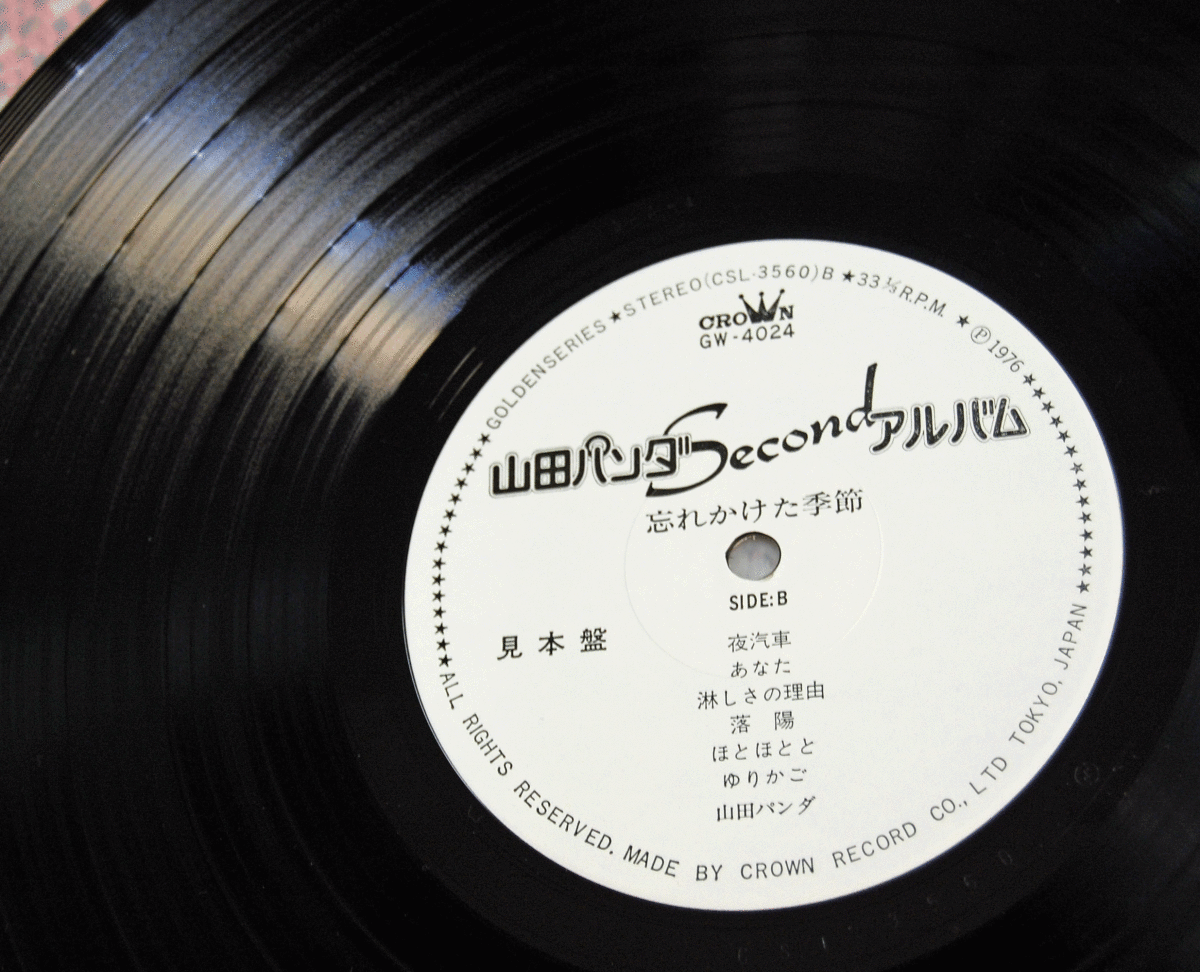 GOLDENSERIES ★ STEREO (CSL-3560) B ★ 33⅓ R.P.M. ★ Ⓟ1976
CROWN
GW-4024
山田パンダSecondアルバム
忘れかけた季節
SIDE: B
見本盤
夜汽車
あなた
淋しさの理由
落 陽
ほとほとと
ゆりかご
山田パンダ
ALL RIGHTS RESERVED. MADE BY CROWN RECORD CO., LTD TOKYO, JAPAN